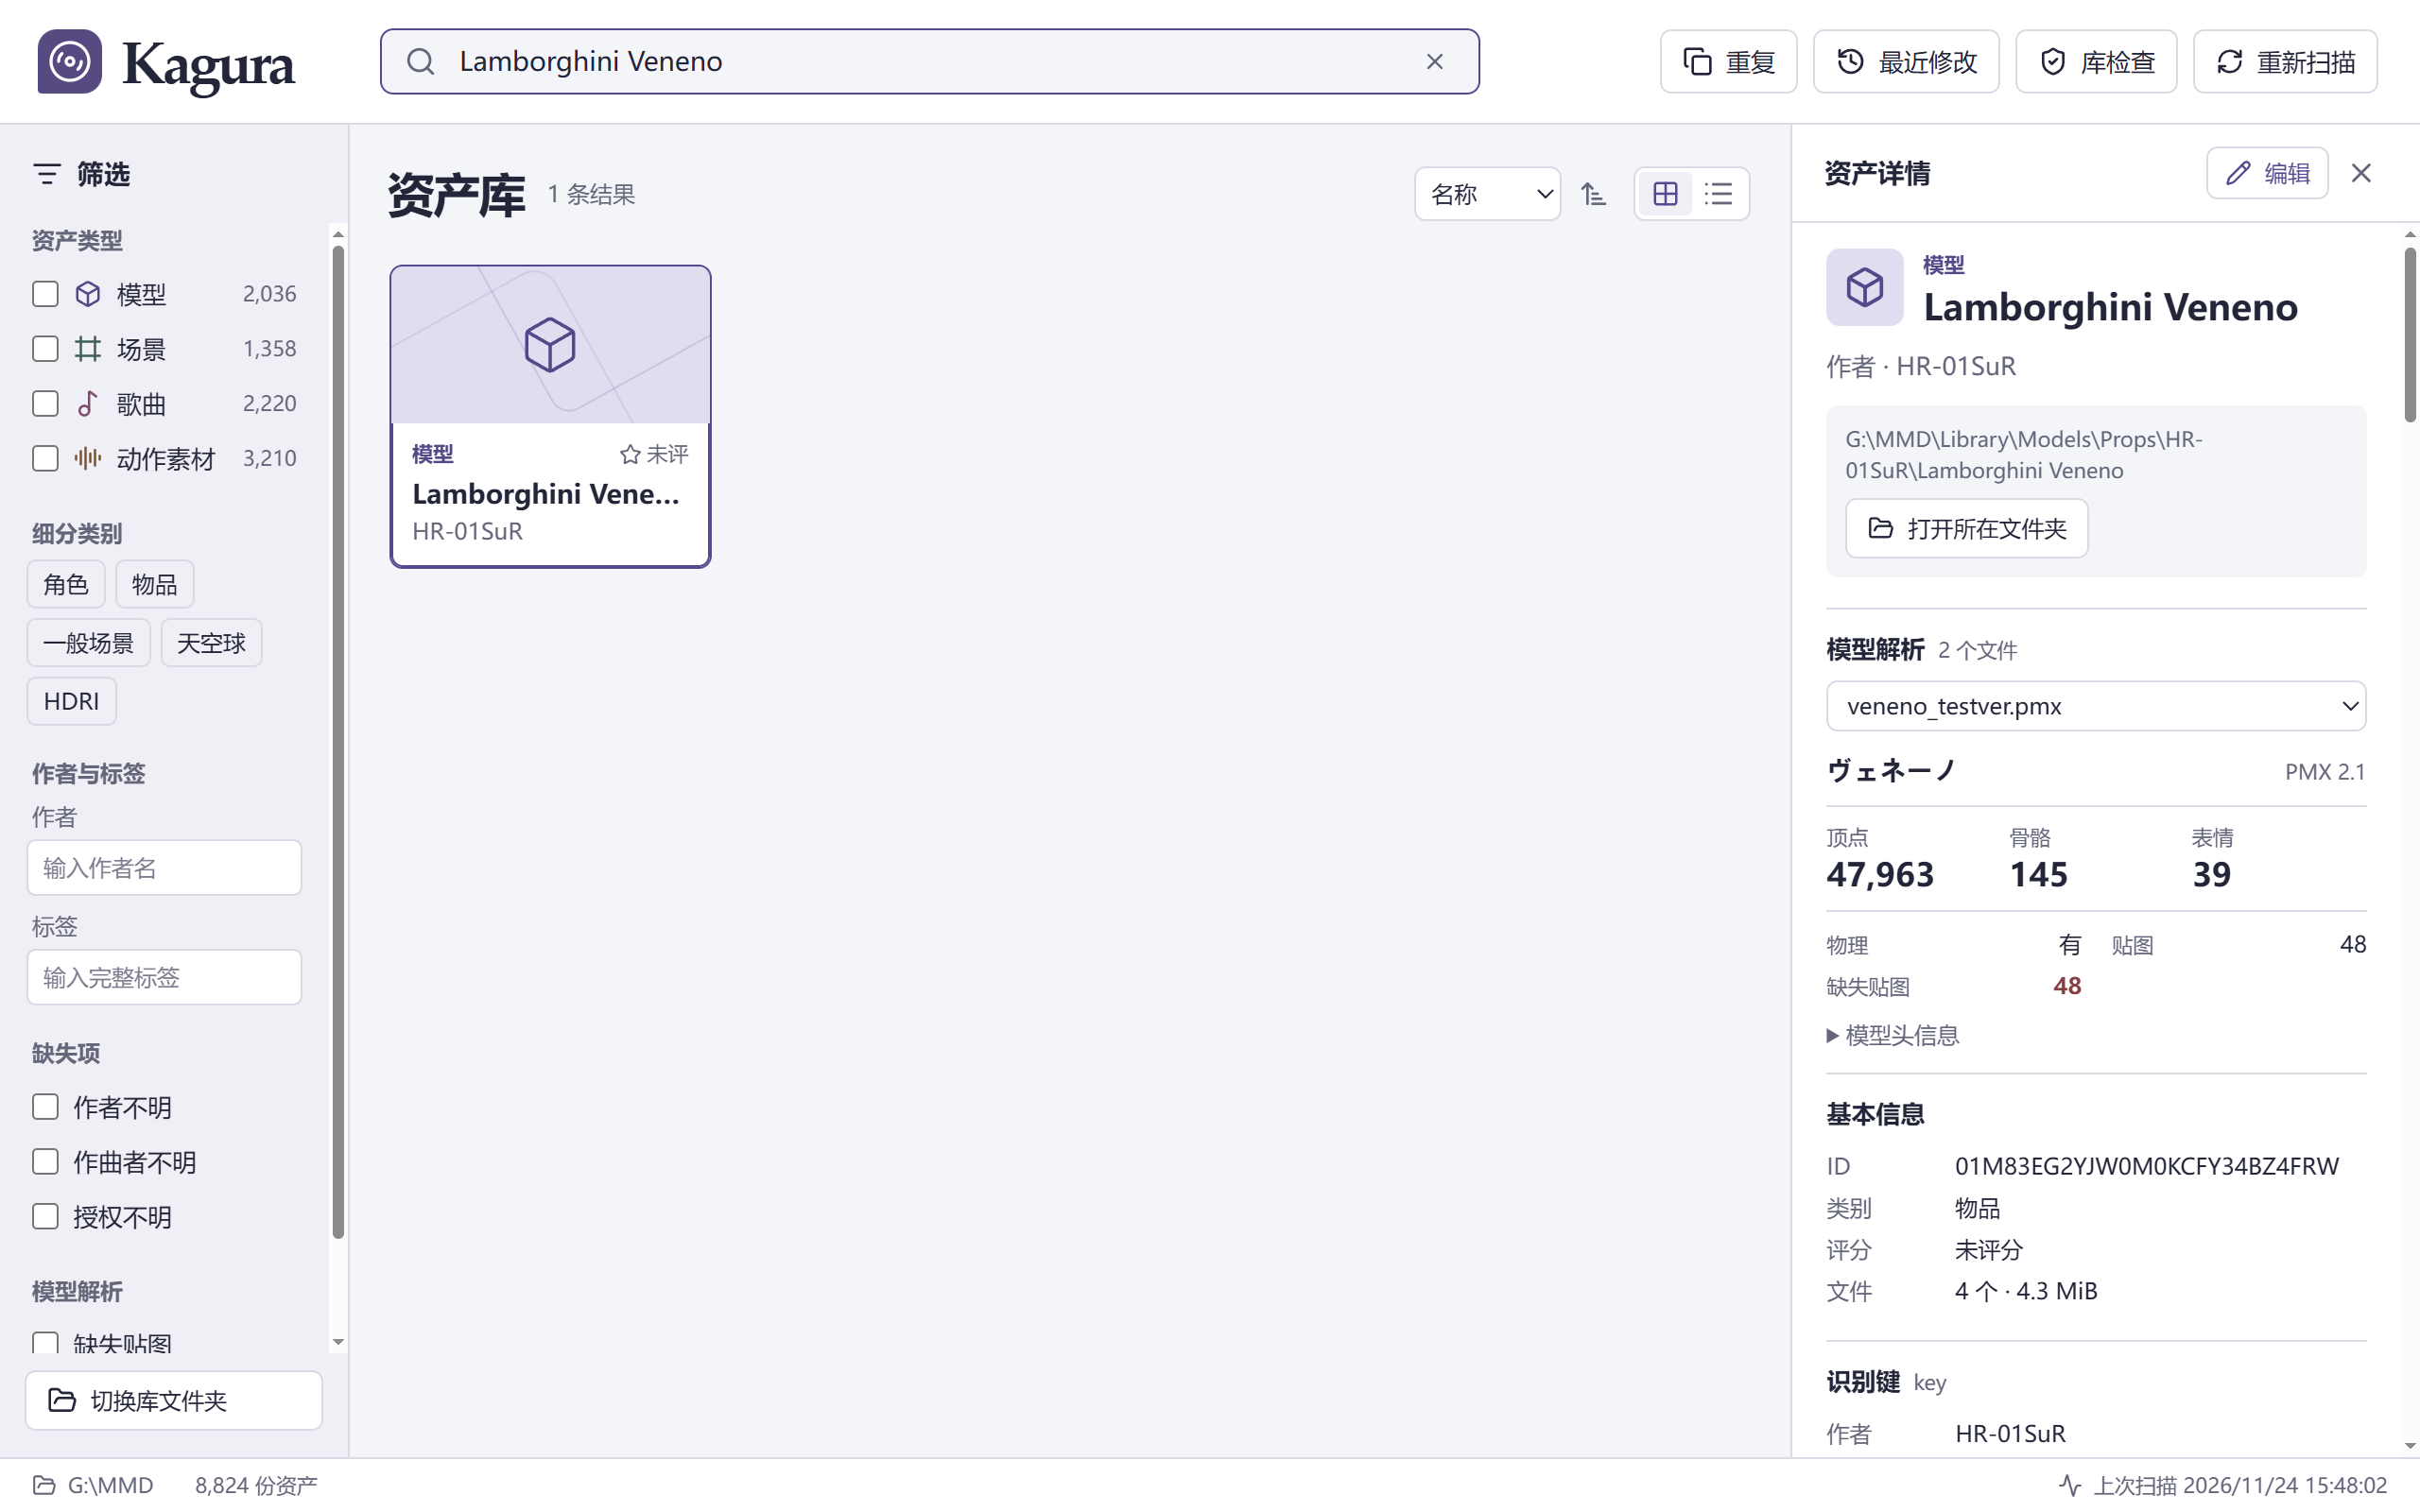 Kagura
Lamborghini Veneno
重复
最近修改
库检查
重新扫描
筛选
资产类型
模型 2,036
场景 1,358
歌曲 2,220
动作素材 3,210
细分类别
角色 物品
一般场景 天空球
HDRI
作者与标签
作者
输入作者名
标签
输入完整标签
缺失项
作者不明
作曲者不明
授权不明
模型解析
缺失贴图
切换库文件夹
资产库 1 条结果
名称
模型 未评
Lamborghini Vene...
HR-01SuR
资产详情
编辑
模型
Lamborghini Veneno
作者 · HR-01SuR
G:\MMD\Library\Models\Props\HR-
01SuR\Lamborghini Veneno
打开所在文件夹
模型解析 2 个文件
veneno_testver.pmx
ヴェネーノ PMX 2.1
顶点 骨骼 表情
47,963 145 39
物理 有 贴图 48
缺失贴图 48
模型头信息
基本信息
ID 01M83EG2YJW0M0KCFY34BZ4FRW
类别 物品
评分 未评分
文件 4 个 · 4.3 MiB
识别键 key
作者 HR-01SuR
G:\MMD 8,824 份资产
上次扫描 2026/11/24 15:48:02